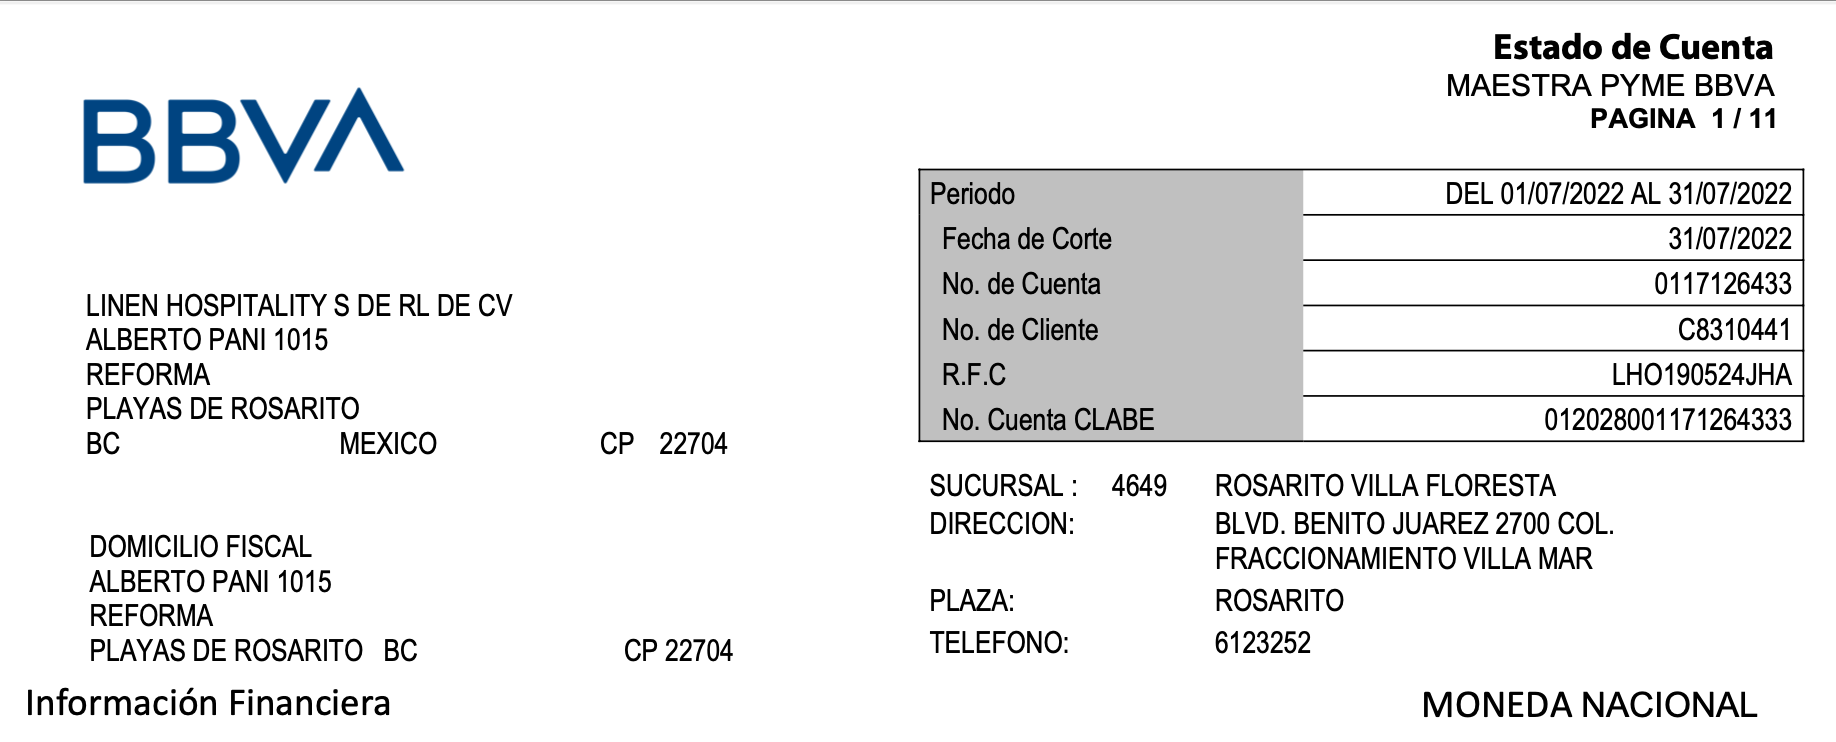 Estado de Cuenta
MAESTRA PYME BBVA
PAGINA 1 / 11
BBVA
Periodo DEL 01/07/2022 AL 31/07/2022
Fecha de Corte 31/07/2022
No. de Cuenta 0117126433
No. de Cliente C8310441
R.F.C LHO190524JHA
No. Cuenta CLABE 012028001171264333
LINEN HOSPITALITY S DE RL DE CV
ALBERTO PANI 1015
REFORMA
PLAYAS DE ROSARITO
BC MEXICO CP 22704
SUCURSAL : 4649 ROSARITO VILLA FLORESTA
DIRECCION: BLVD. BENITO JUAREZ 2700 COL.
FRACCIONAMIENTO VILLA MAR
PLAZA: ROSARITO
TELEFONO: 6123252
DOMICILIO FISCAL
ALBERTO PANI 1015
REFORMA
PLAYAS DE ROSARITO BC CP 22704
Información Financiera MONEDA NACIONAL